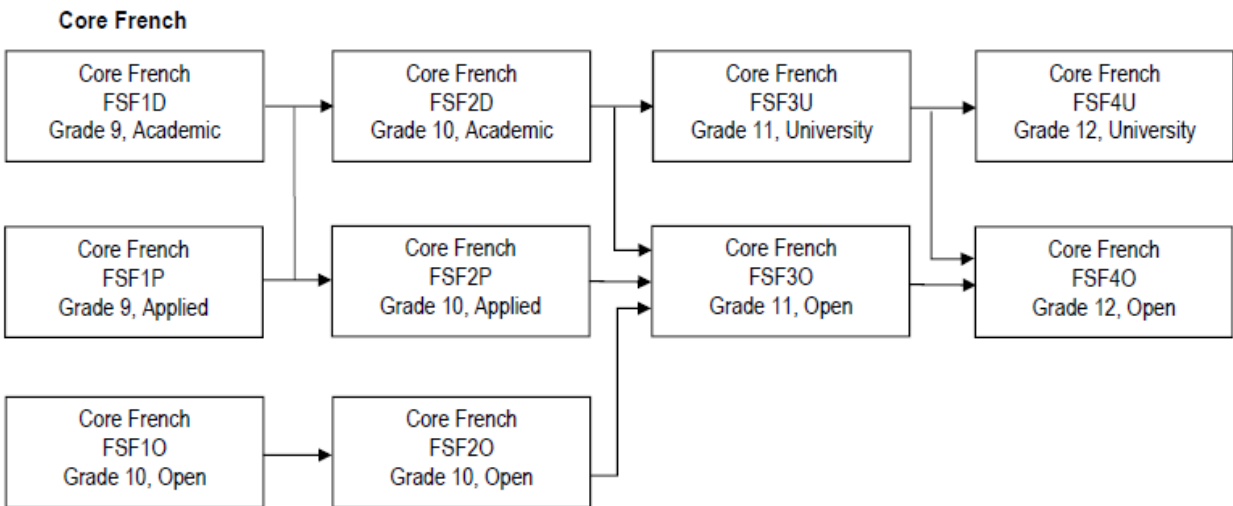 Core French
Core French
FSF1D
Grade 9, Academic
Core French
FSF2D
Grade 10, Academic
Core French
FSF3U
Grade 11, University
Core French
FSF4U
Grade 12, University
Core French
FSF1P
Grade 9, Applied
Core French
FSF2P
Grade 10, Applied
Core French
FSF3O
Grade 11, Open
Core French
FSF4O
Grade 12, Open
Core French
FSF1O
Grade 10, Open
Core French
FSF2O
Grade 10, Open